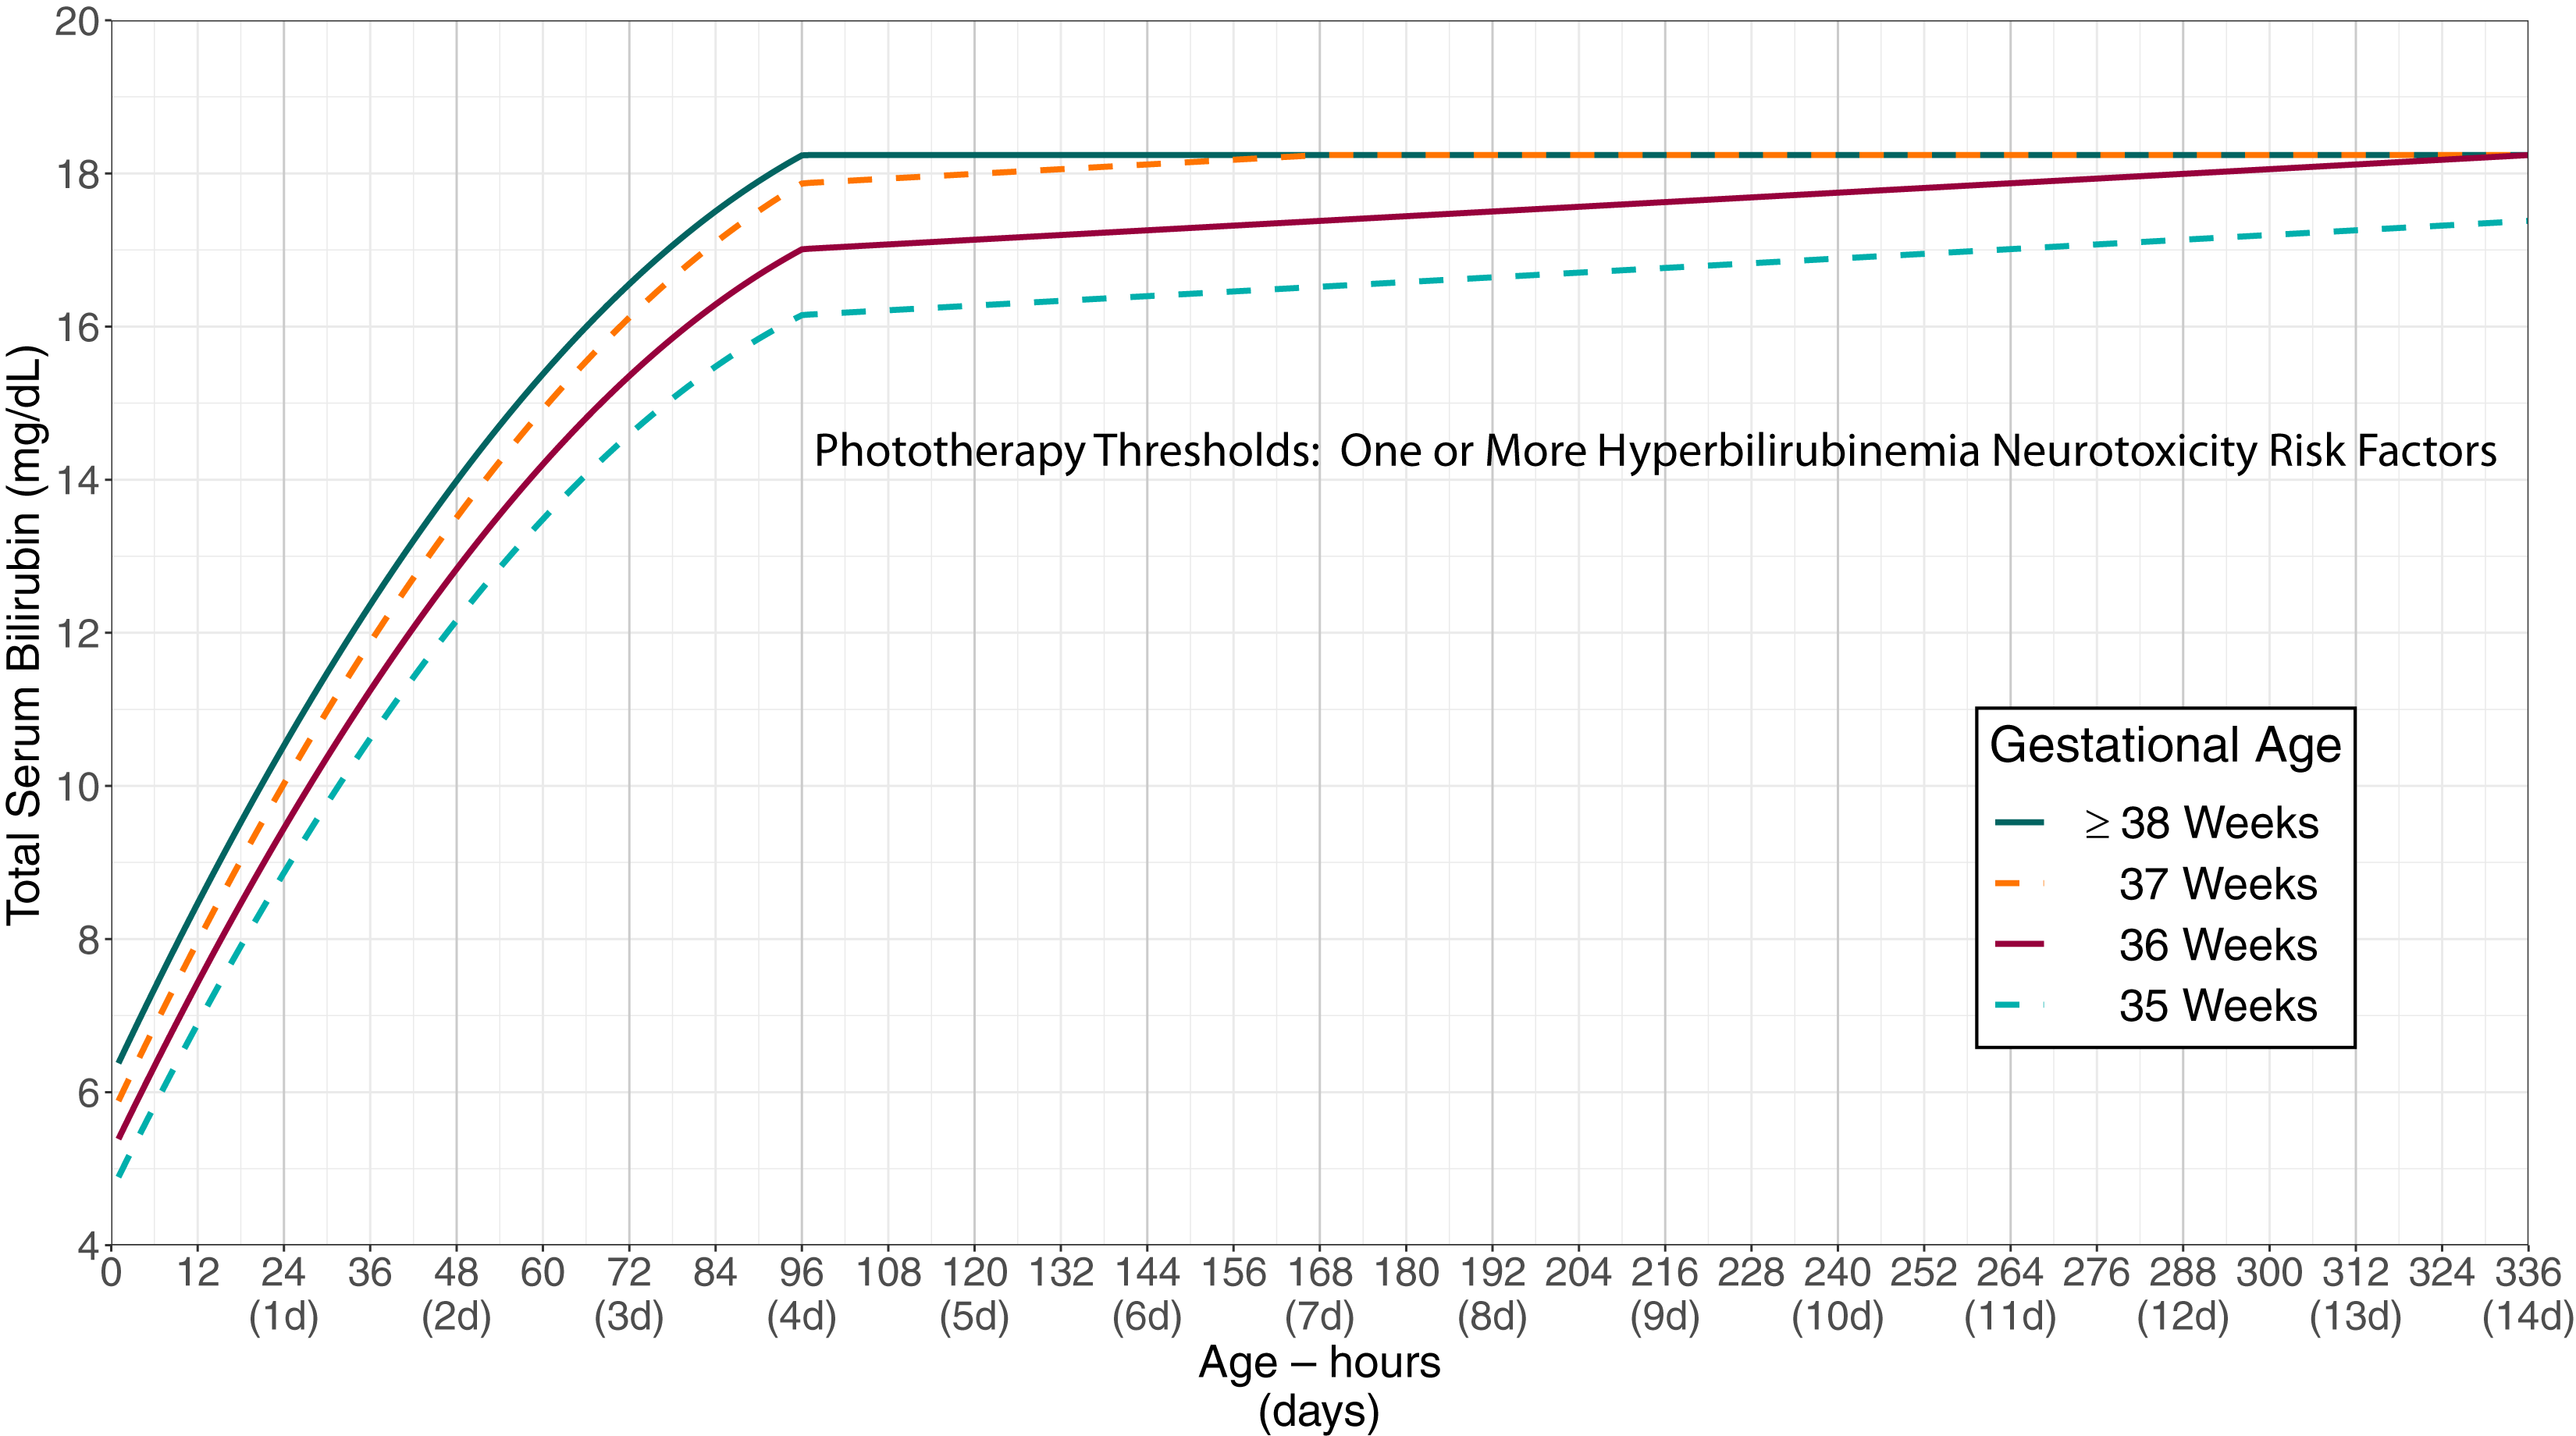 20
18
16
14
12
10
8
6
4
Total Serum Bilirubin (mg/dL)
Phototherapy Thresholds: One or More Hyperbilirubinemia Neurotoxicity Risk Factors
Gestational Age
≥ 38 Weeks
37 Weeks
36 Weeks
35 Weeks
0 12 24 36 48 60 72 84 96 108 120 132 144 156 168 180 192 204 216 228 240 252 264 276 288 300 312 324 336
(1d) (2d) (3d) (4d) (5d) (6d) (7d) (8d) (9d) (10d) (11d) (12d) (13d) (14d)
Age – hours
(days)